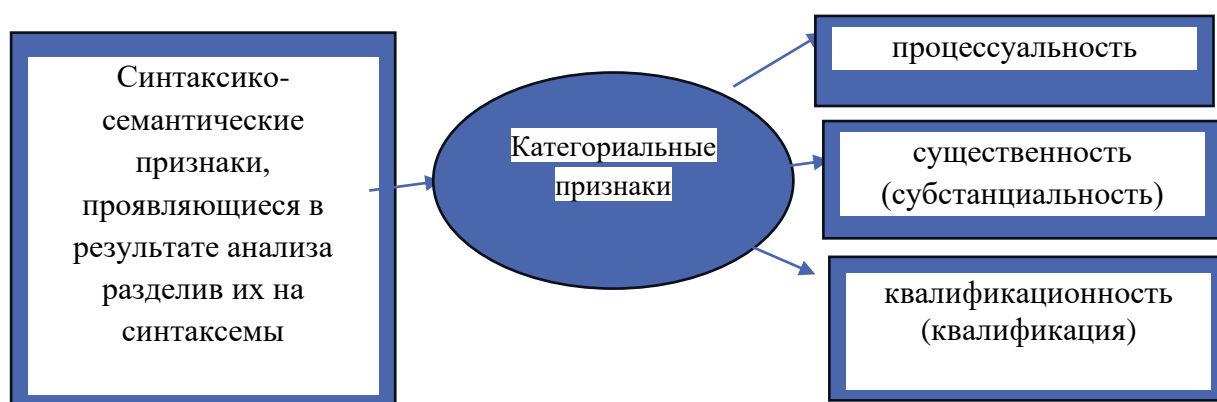 Синтаксико-
семантические
признаки,
проявляющиеся в
результате анализа
разделив их на
синтаксемы
Категориальные
признаки
процессуальность
существенность
(субстанциальность)
квалификационность
(квалификация)